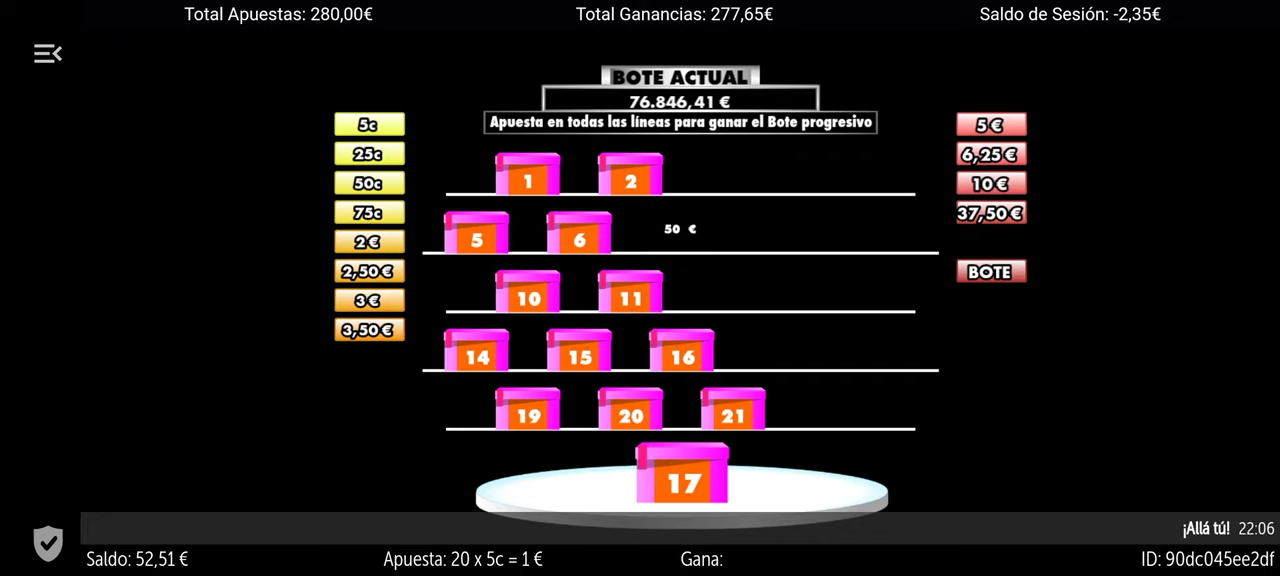 Total Apuestas: 280,00€ Total Ganancias: 277,65€ Saldo de Sesión: -2,35€
BOTE ACTUAL
76.846,41 €
Apuesta en todas las líneas para ganar el Bote progresivo
5c
25c
50c
75c
2€
2,50€
3€
3,50€
1 2
5 6 50 €
10 11
14 15 16
19 20 21
17
5€
6,25€
10€
37,50€
BOTE
¡Allá tú! 22:06
Saldo: 52,51 € Apuesta: 20 x 5c = 1 € Gana: ID: 90dc045ee2df